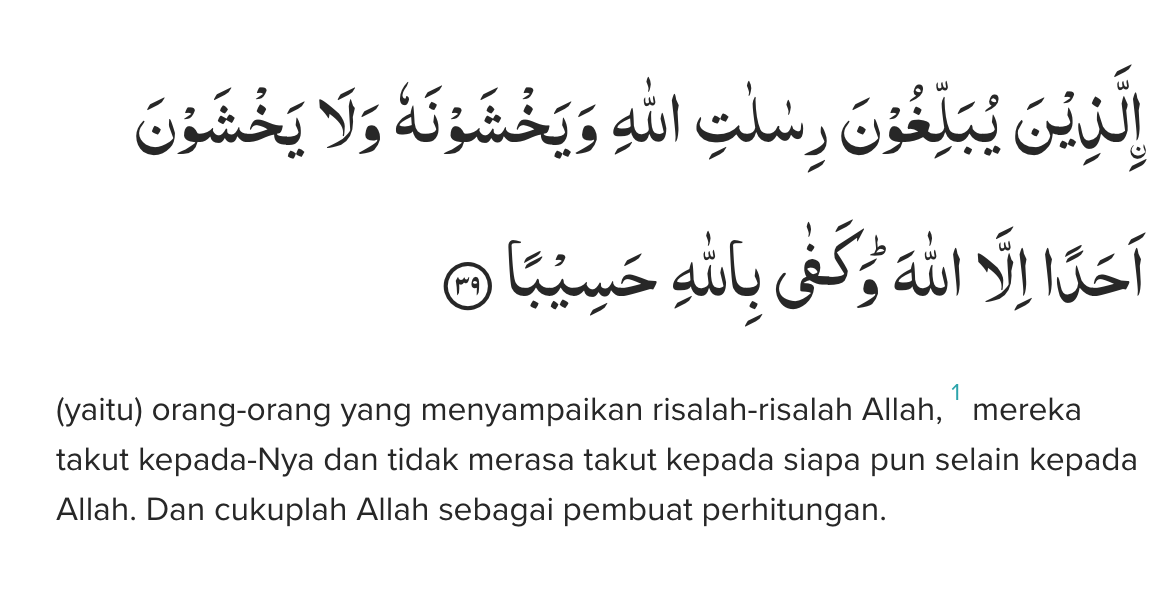 ۨالَّذِيْنَ يُبَلِّغُوْنَ رِسٰلٰتِ اللّٰهِ وَيَخْشَوْنَهٗ وَلَا يَخْشَوْنَ
اَحَدًا اِلَّا اللّٰهَ ۗوَكَفٰى بِاللّٰهِ حَسِيْبًا ٣٩
(yaitu) orang-orang yang menyampaikan risalah-risalah Allah, 1 mereka
takut kepada-Nya dan tidak merasa takut kepada siapa pun selain kepada
Allah. Dan cukuplah Allah sebagai pembuat perhitungan.